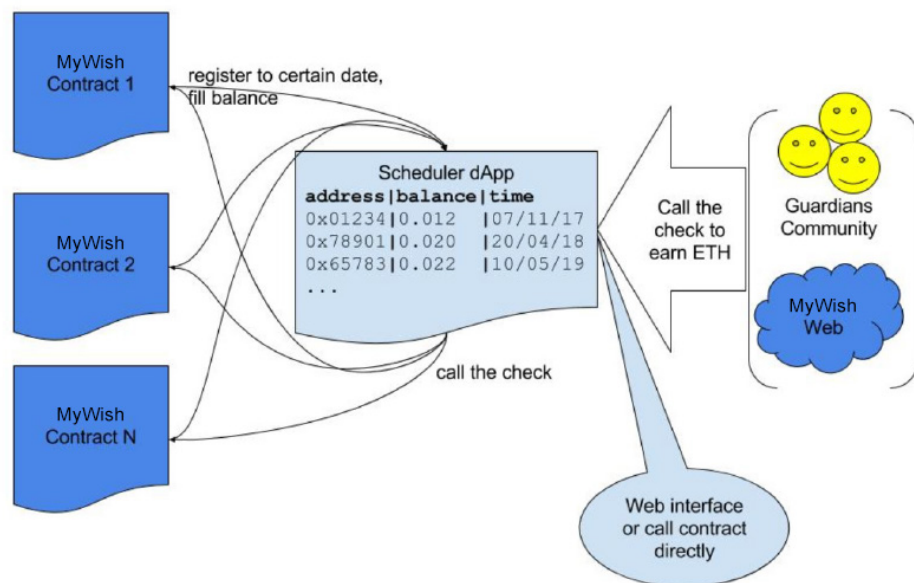 MyWish
Contract 1
register to certain date,
fill balance
MyWish
Contract 2
MyWish
Contract N
Scheduler dApp
address|balance|time
0x01234|0.012 |07/11/17
0x78901|0.020 |20/04/18
0x65783|0.022 |10/05/19
...
call the check
Call the
check to
earn ETH
Guardians
Community
MyWish
Web
Web interface
or call contract
directly